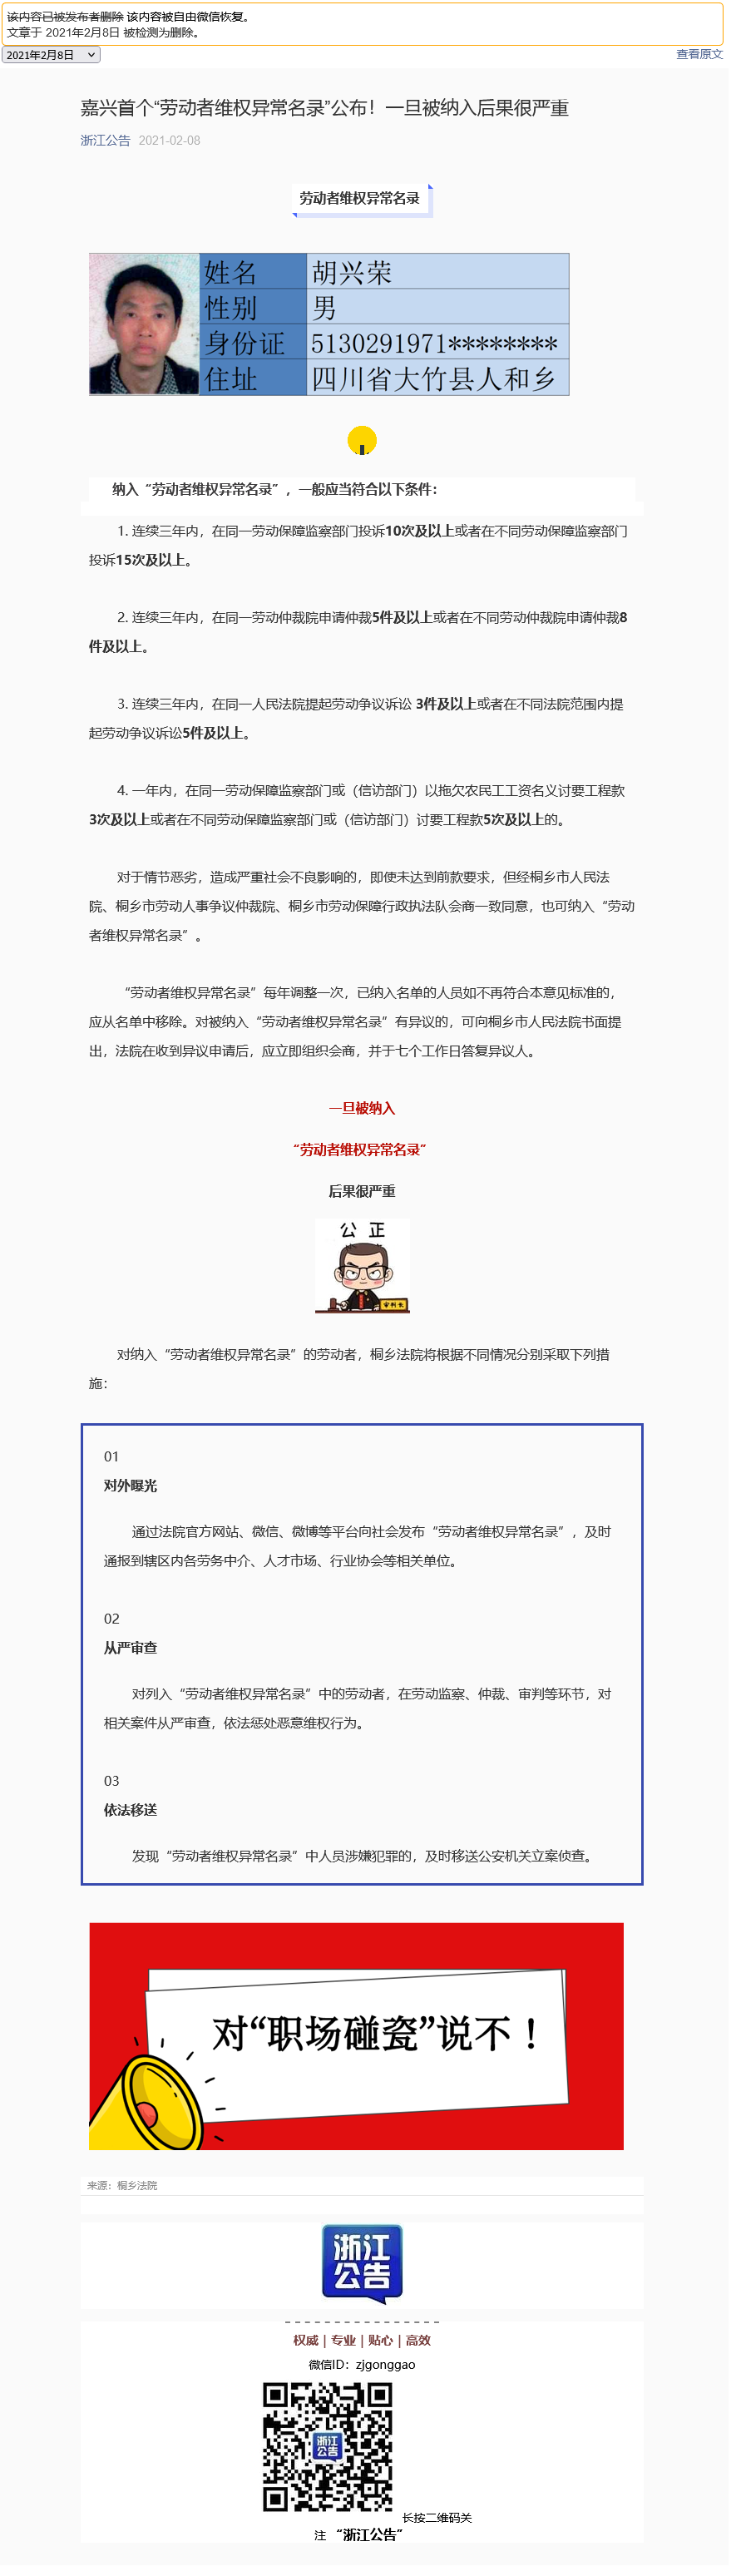 该内容已被发布者删除 该内容被自由微信恢复。
文章于 2021年2月8日 被检测为删除。
2021年2月8日
查看原文
嘉兴首个“劳动者维权异常名录”公布！一旦被纳入后果很严重
浙江公告 2021-02-08
劳动者维权异常名录
姓名 胡兴荣
性别 男
身份证 5130291971********
住址 四川省大竹县人和乡
纳入“劳动者维权异常名录”，一般应当符合以下条件：
1. 连续三年内，在同一劳动保障监察部门投诉10次及以上或者在不同劳动保障监察部门
投诉15次及以上。
2. 连续三年内，在同一劳动仲裁院申请仲裁5件及以上或者在不同劳动仲裁院申请仲裁8
件及以上。
3. 连续三年内，在同一人民法院提起劳动争议诉讼 3件及以上或者在不同法院范围内提
起劳动争议诉讼5件及以上。
4. 一年内，在同一劳动保障监察部门或（信访部门）以拖欠农民工工资名义讨要工程款
3次及以上或者在不同劳动保障监察部门或（信访部门）讨要工程款5次及以上的。
对于情节恶劣，造成严重社会不良影响的，即使未达到前款要求，但经桐乡市人民法
院、桐乡市劳动人事争议仲裁院、桐乡市劳动保障行政执法队会商一致同意，也可纳入“劳动
者维权异常名录”。
“劳动者维权异常名录”每年调整一次，已纳入名单的人员如不再符合本意见标准的，
应从名单中移除。对被纳入“劳动者维权异常名录”有异议的，可向桐乡市人民法院书面提
出，法院在收到异议申请后，应立即组织会商，并于七个工作日答复异议人。
一旦被纳入
“劳动者维权异常名录”
后果很严重
公 正
审判长
对纳入“劳动者维权异常名录”的劳动者，桐乡法院将根据不同情况分别采取下列措
施：
01
对外曝光
通过法院官方网站、微信、微博等平台向社会发布“劳动者维权异常名录”，及时
通报到辖区内各劳务中介、人才市场、行业协会等相关单位。
02
从严审查
对列入“劳动者维权异常名录”中的劳动者，在劳动监察、仲裁、审判等环节，对
相关案件从严审查，依法惩处恶意维权行为。
03
依法移送
发现“劳动者维权异常名录”中人员涉嫌犯罪的，及时移送公安机关立案侦查。
对“职场碰瓷”说不！
来源：桐乡法院
浙江
公告
权威 | 专业 | 贴心 | 高效
微信ID：zjgonggao
浙江
公告
长按二维码关
注 “浙江公告”